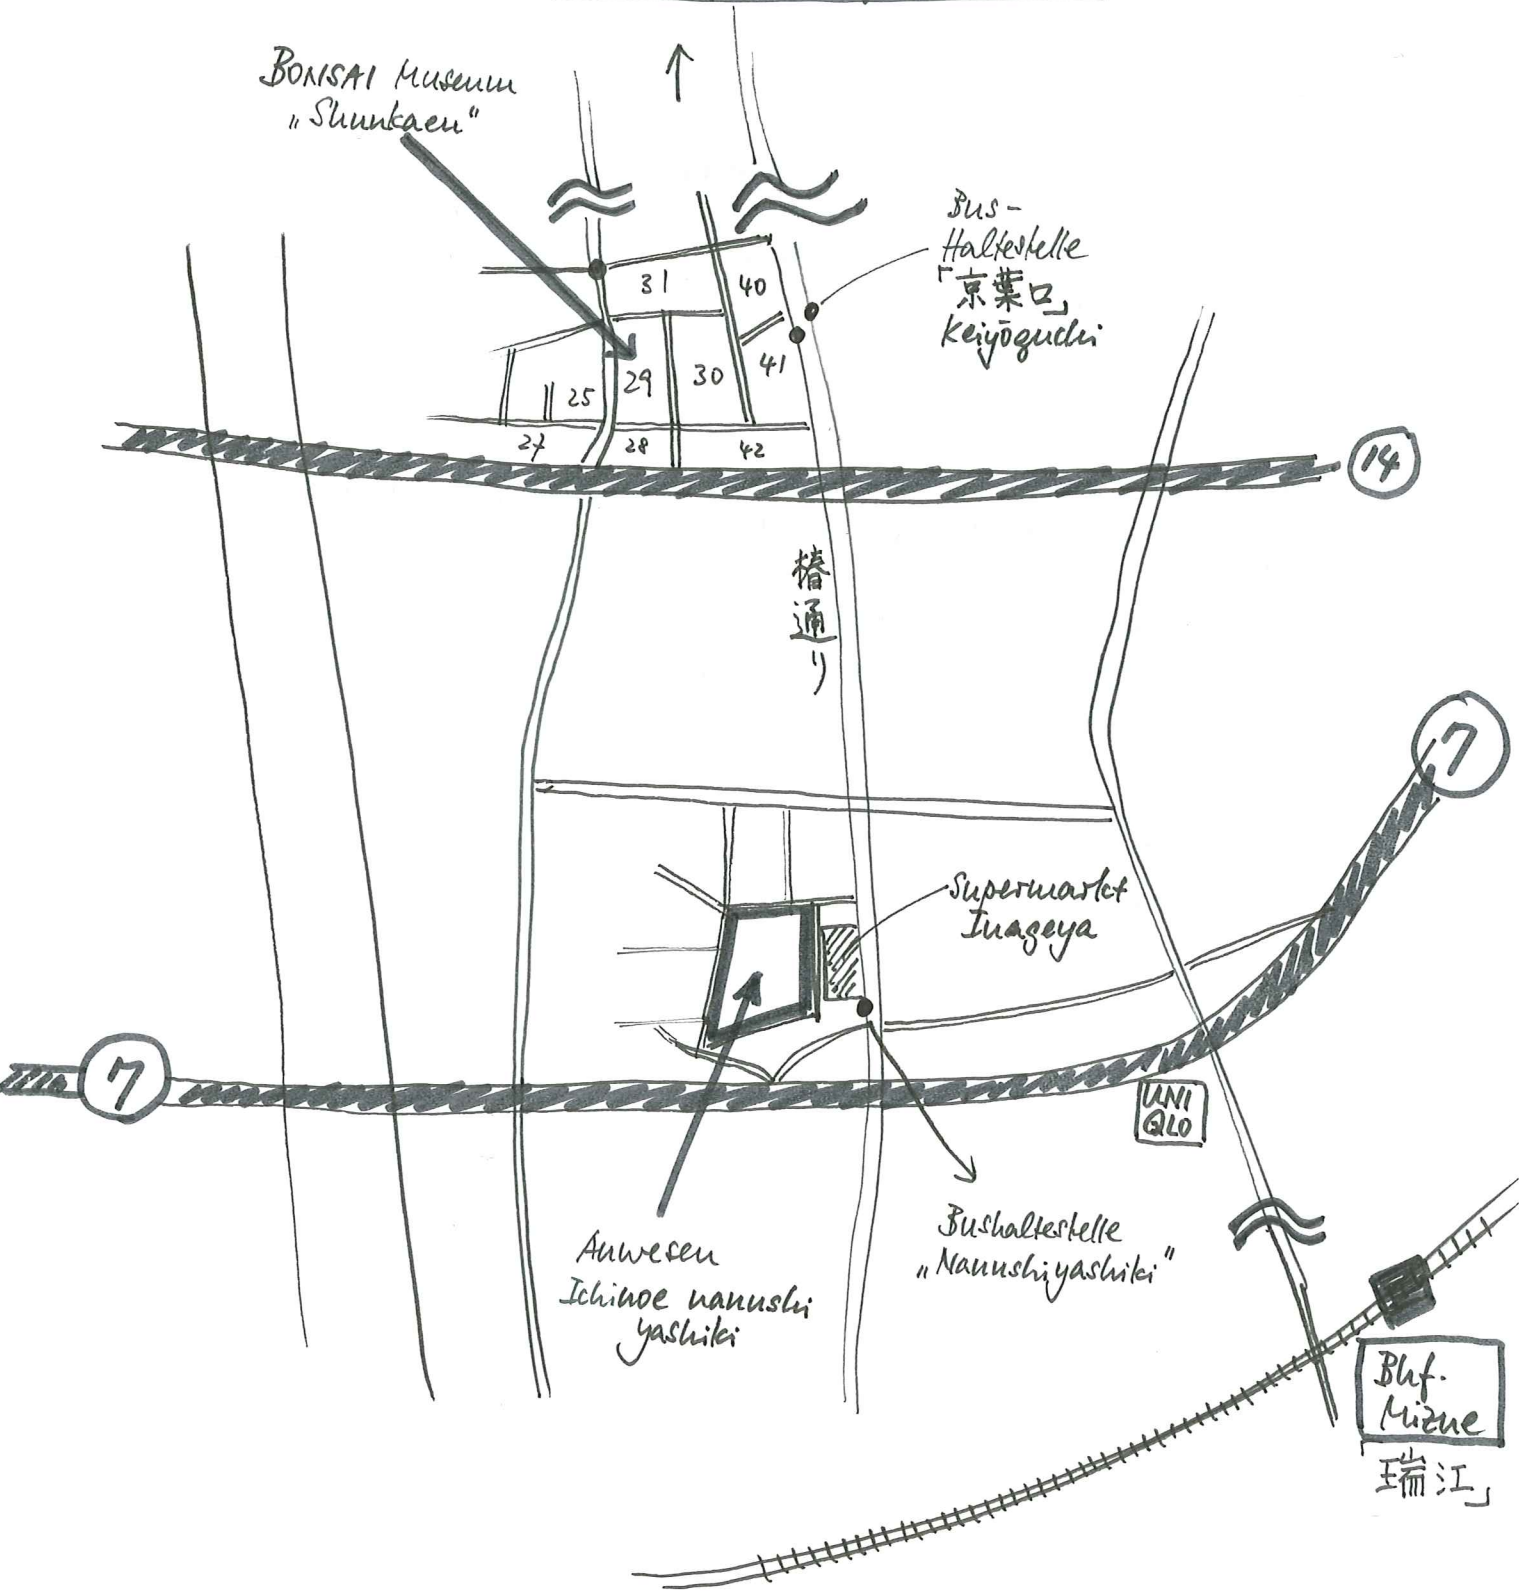 BONSAI Museum
„Shunkaen“
Bus-
Haltestelle
「京葉口」
Keiyōguchi
31
40
25
29
30
41
27
28
42
14
椿通り
7
Supermarkt
Inageya
7
UNI
QLO
Anwesen
Ichinoe nanushi
yashiki
Bushaltestelle
„Nanushiyashiki“
Bhf.
Mizue
「瑞江」